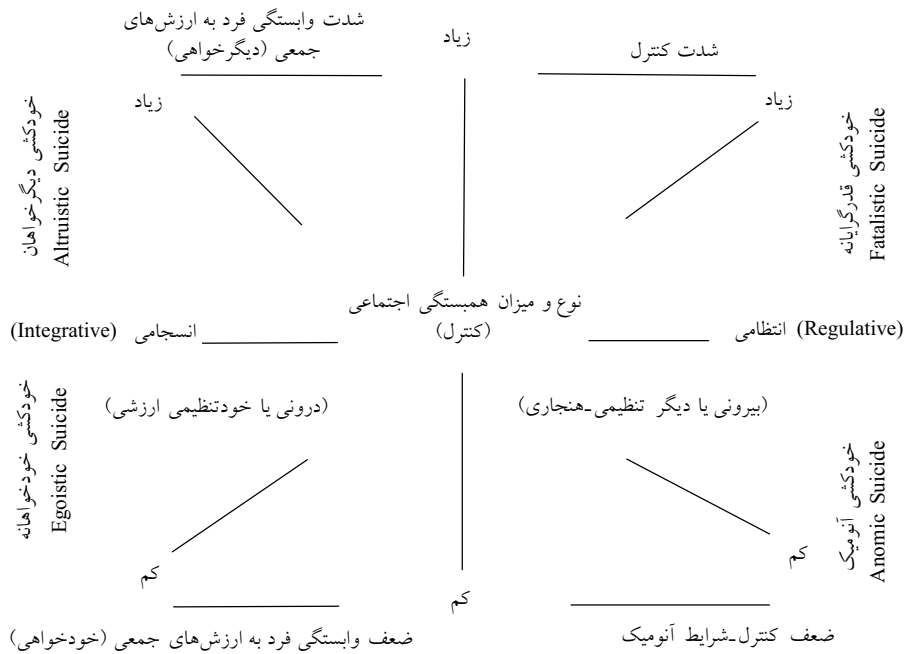 شدت وابستگی فرد به ارزش‌های
جمعی (دیگرخواهی)
زیاد
شدت کنترل
زیاد
زیاد
خودکشی دیگرخواهان
Altruistic Suicide
خودکشی قدرگرایانه
Fatalistic Suicide
نوع و میزان همبستگی اجتماعی
(کنترل)
انتظامی (Regulative)
انسجامی (Integrative)
(بیرونی یا دیگر تنظیمی-هنجاری)
(درونی یا خودتنظیمی ارزشی)
خودکشی خودخواهانه
Egoistic Suicide
خودکشی آنومیک
Anomic Suicide
کم
کم
کم
ضعف کنترل-شرایط آنومیک
ضعف وابستگی فرد به ارزش‌های جمعی (خودخواهی)